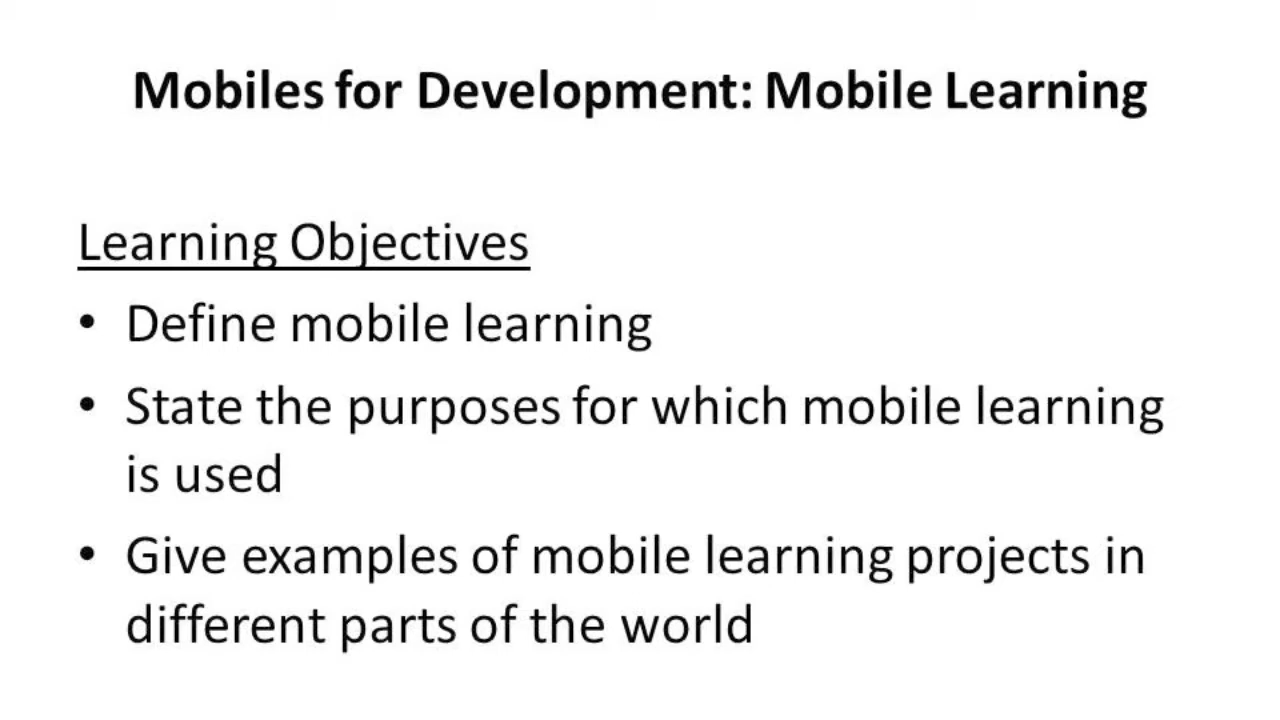 Mobiles for Development: Mobile Learning
Learning Objectives
• Define mobile learning
• State the purposes for which mobile learning
is used
• Give examples of mobile learning projects in
different parts of the world